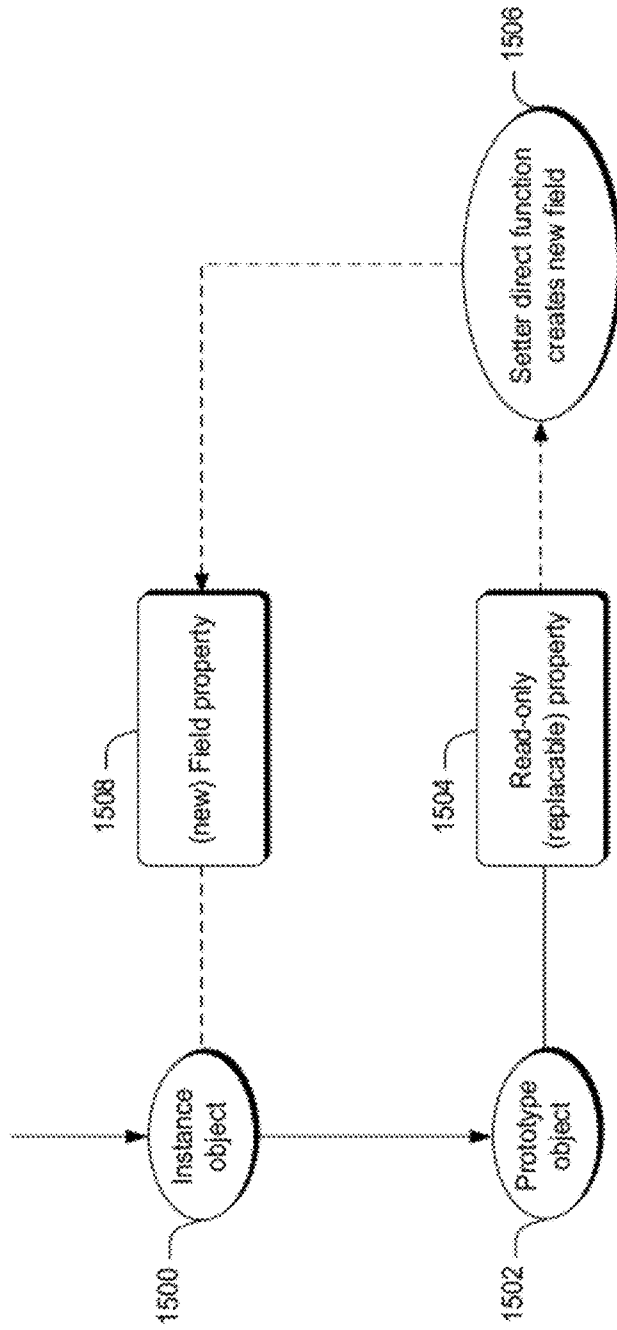 1500
Instance
object
1508
(new) Field property
1502
Prototype
object
1504
Read-only
(replacable) property
1506
Setter direct function
creates new field